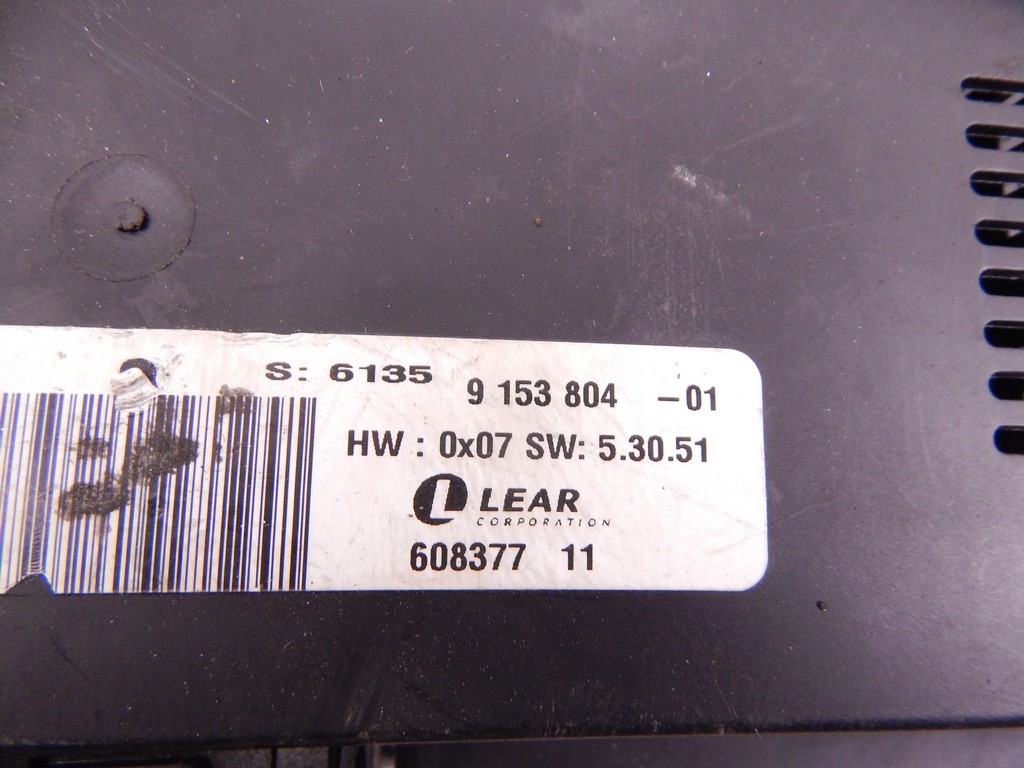 S: 6135 9 153 804 -01
HW : 0x07 SW: 5.30.51
LEAR
CORPORATION
608377 11